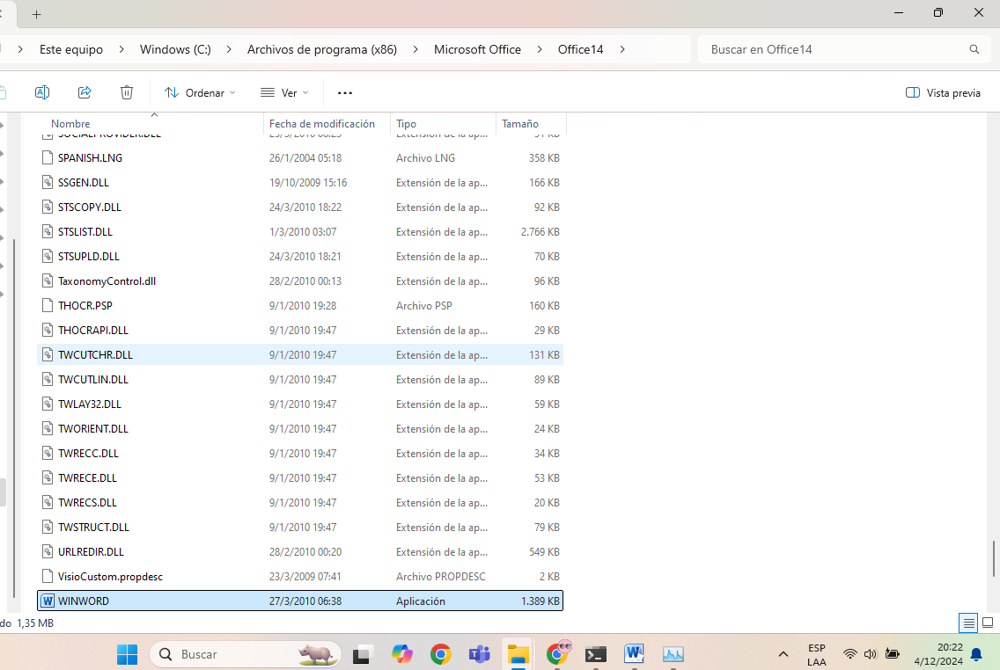 Este equipo > Windows (C:) > Archivos de programa (x86) > Microsoft Office > Office14 >
Buscar en Office14
Ordenar
Ver
Vista previa
Nombre Fecha de modificación Tipo Tamaño
SOCIALPROVIDER.DLL
SPANISH.LNG 26/1/2004 05:18 Archivo LNG 358 KB
SSGEN.DLL 19/10/2009 15:16 Extensión de la ap... 166 KB
STSCOPY.DLL 24/3/2010 18:22 Extensión de la ap... 92 KB
STSLIST.DLL 1/3/2010 03:07 Extensión de la ap... 2.766 KB
STSUPLD.DLL 24/3/2010 18:21 Extensión de la ap... 70 KB
TaxonomyControl.dll 28/2/2010 00:13 Extensión de la ap... 96 KB
THOCR.PSP 9/1/2010 19:28 Archivo PSP 160 KB
THOCRAPI.DLL 9/1/2010 19:47 Extensión de la ap... 29 KB
TWCUTCHR.DLL 9/1/2010 19:47 Extensión de la ap... 131 KB
TWCUTLIN.DLL 9/1/2010 19:47 Extensión de la ap... 89 KB
TWLAY32.DLL 9/1/2010 19:47 Extensión de la ap... 59 KB
TWORIENT.DLL 9/1/2010 19:47 Extensión de la ap... 24 KB
TWRECC.DLL 9/1/2010 19:47 Extensión de la ap... 34 KB
TWRECE.DLL 9/1/2010 19:47 Extensión de la ap... 53 KB
TWRECS.DLL 9/1/2010 19:47 Extensión de la ap... 20 KB
TWSTRUCT.DLL 9/1/2010 19:47 Extensión de la ap... 79 KB
URLREDIR.DLL 28/2/2010 00:20 Extensión de la ap... 549 KB
VisioCustom.propdesc 23/3/2009 07:41 Archivo PROPDESC 2 KB
WINWORD 27/3/2010 06:38 Aplicación 1.389 KB
do 1,35 MB
Buscar
ESP
LAA
20:22
4/12/2024